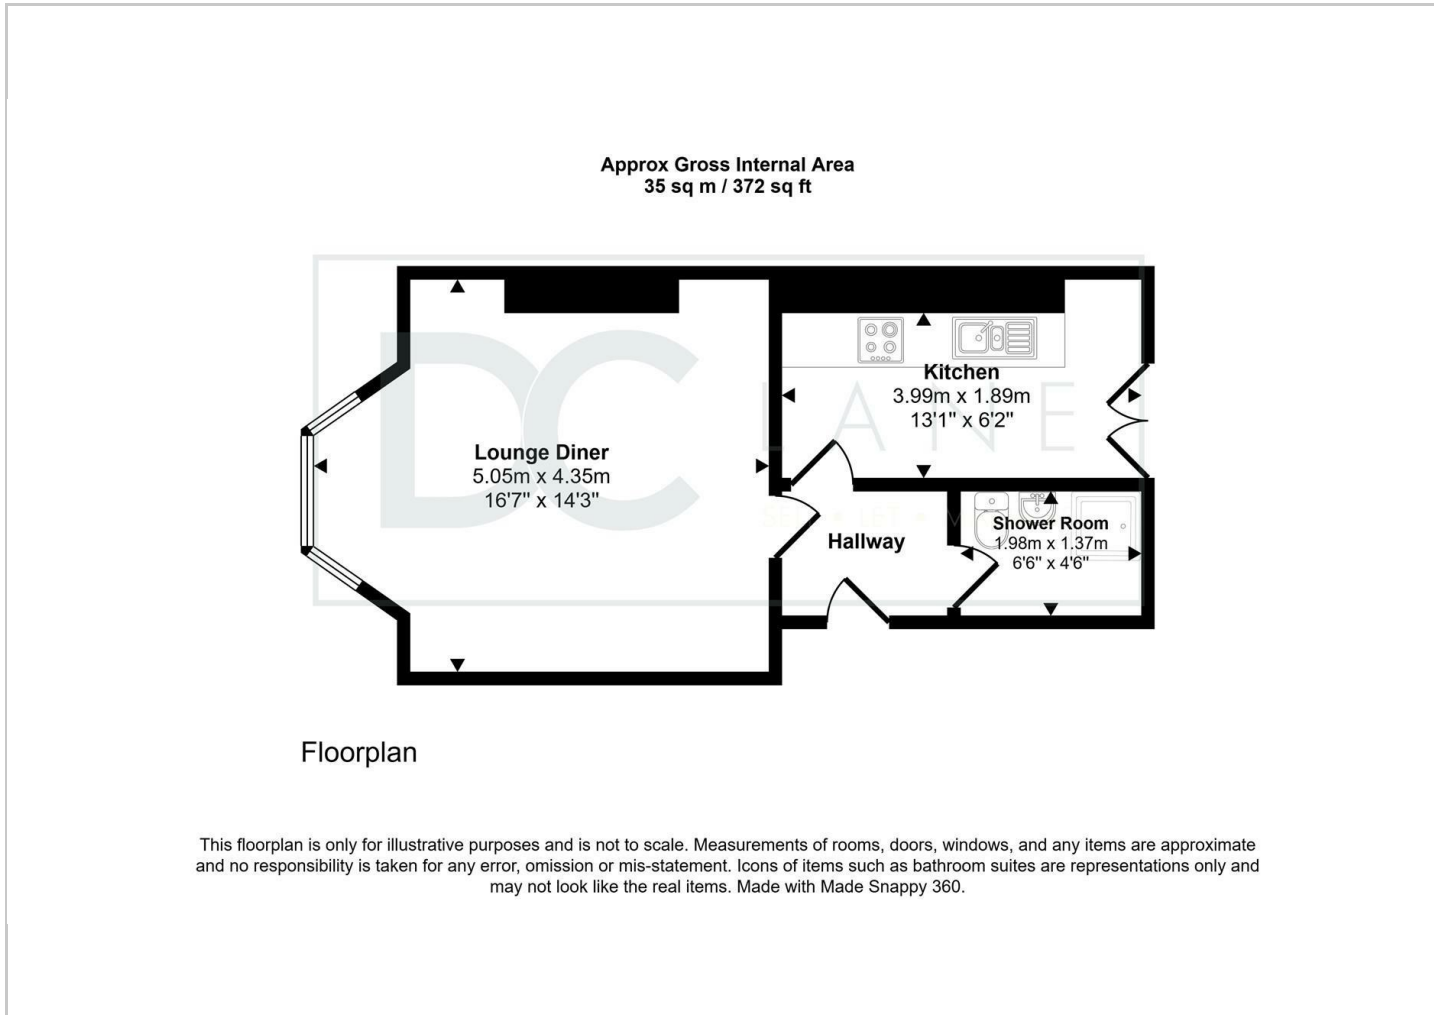 Approx Gross Internal Area
35 sq m / 372 sq ft
DC
LANE
Kitchen
3.99m x 1.89m
13'1" x 6'2"
Lounge Diner
5.05m x 4.35m
16'7" x 14'3"
SELL • LET •
Shower Room
1.98m x 1.37m
6'6" x 4'6"
Hallway
Floorplan
This floorplan is only for illustrative purposes and is not to scale. Measurements of rooms, doors, windows, and any items are approximate
and no responsibility is taken for any error, omission or mis-statement. Icons of items such as bathroom suites are representations only and
may not look like the real items. Made with Made Snappy 360.